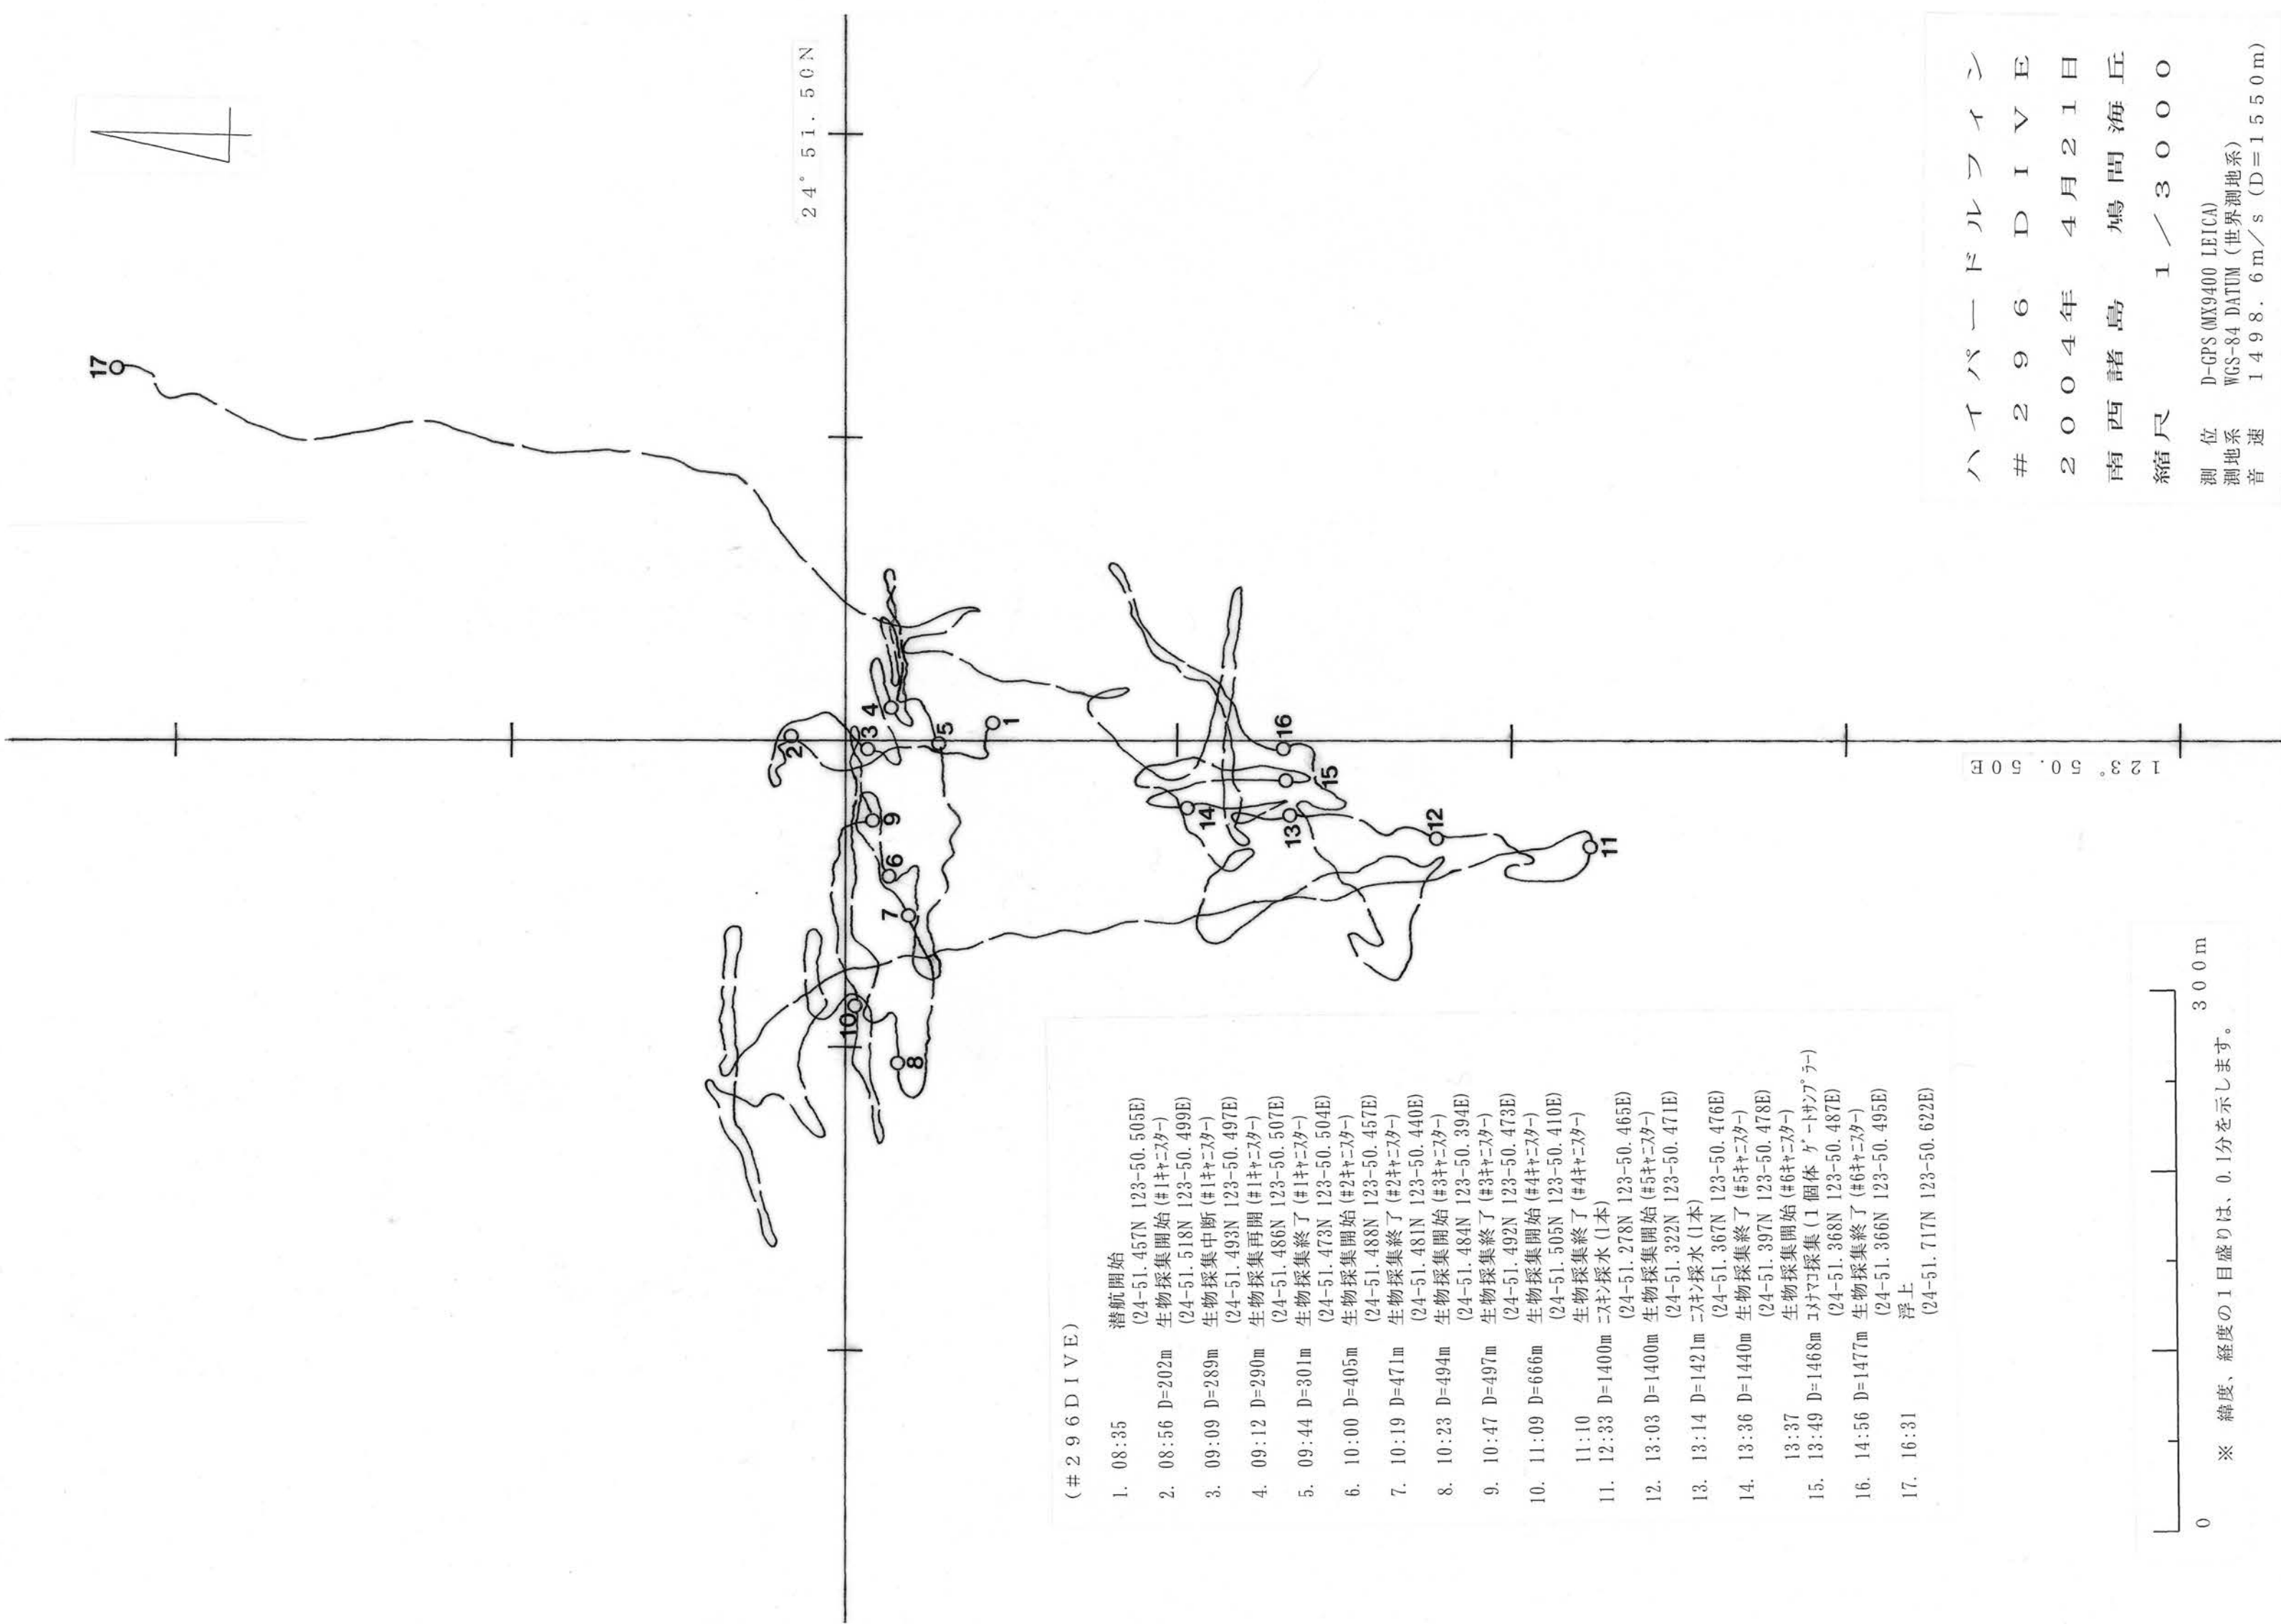 ハイパードルフィン
#296 DIVE
2004年 4月21日
南西諸島 鳩間海丘
縮尺 1/3000
測位 D-GPS(MX9400 LEICA)
測地系 WGS-84 DATUM (世界測地系)
音速 1498.6m/s (D=1550m)
24°51.50N
123°50.50E
17
2
3
4
5
1
9
6
7
10
8
16
15
14
13
12
11
(#296DIVE)
1. 08:35 潜航開始
(24-51.457N 123-50.505E)
2. 08:56 D=202m 生物採集開始(#1ｷｬﾆｽﾀｰ)
(24-51.518N 123-50.499E)
3. 09:09 D=289m 生物採集中断(#1ｷｬﾆｽﾀｰ)
(24-51.493N 123-50.497E)
4. 09:12 D=290m 生物採集再開(#1ｷｬﾆｽﾀｰ)
(24-51.486N 123-50.507E)
5. 09:44 D=301m 生物採集終了(#1ｷｬﾆｽﾀｰ)
(24-51.473N 123-50.504E)
6. 10:00 D=405m 生物採集開始(#2ｷｬﾆｽﾀｰ)
(24-51.488N 123-50.457E)
7. 10:19 D=471m 生物採集終了(#2ｷｬﾆｽﾀｰ)
(24-51.481N 123-50.440E)
8. 10:23 D=494m 生物採集開始(#3ｷｬﾆｽﾀｰ)
(24-51.484N 123-50.394E)
9. 10:47 D=497m 生物採集終了(#3ｷｬﾆｽﾀｰ)
(24-51.492N 123-50.473E)
10. 11:09 D=666m 生物採集開始(#4ｷｬﾆｽﾀｰ)
(24-51.505N 123-50.410E)
11:10 生物採集終了(#4ｷｬﾆｽﾀｰ)
11. 12:33 D=1400m ﾆｽｷﾝ採水(1本)
(24-51.278N 123-50.465E)
12. 13:03 D=1400m 生物採集開始(#5ｷｬﾆｽﾀｰ)
(24-51.322N 123-50.471E)
13. 13:14 D=1421m ﾆｽｷﾝ採水(1本)
(24-51.367N 123-50.476E)
14. 13:36 D=1440m 生物採集終了(#5ｷｬﾆｽﾀｰ)
(24-51.397N 123-50.478E)
13:37 生物採集開始(#6ｷｬﾆｽﾀｰ)
15. 13:49 D=1468m ﾕﾒﾅﾏｺ採集(1個体 ｹﾞｰﾄｻﾝﾌﾟﾗｰ)
(24-51.368N 123-50.487E)
16. 14:56 D=1477m 生物採集終了(#6ｷｬﾆｽﾀｰ)
(24-51.366N 123-50.495E)
17. 16:31 浮上
(24-51.717N 123-50.622E)
0 300m
※ 緯度、経度の1目盛りは、0.1分を示します。